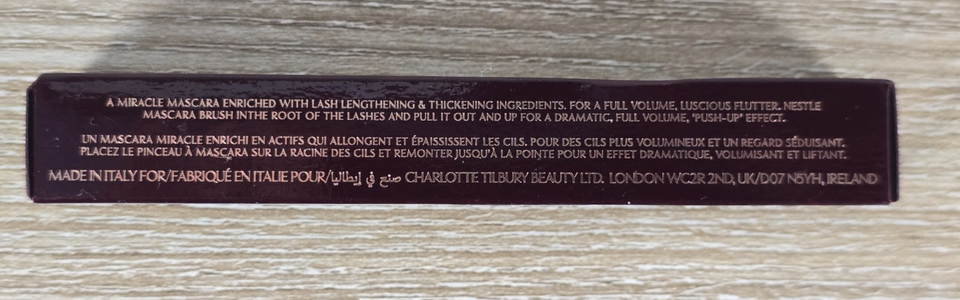 A MIRACLE MASCARA ENRICHED WITH LASH LENGTHENING & THICKENING INGREDIENTS. FOR A FULL VOLUME, LUSCIOUS FLUTTER. NESTLE
MASCARA BRUSH IN THE ROOT OF THE LASHES AND PULL IT OUT AND UP FOR A DRAMATIC, FULL VOLUME, 'PUSH-UP' EFFECT.
UN MASCARA MIRACLE ENRICHI EN ACTIFS QUI ALLONGENT ET ÉPAISSISSENT LES CILS. POUR DES CILS PLUS VOLUMINEUX ET UN REGARD SÉDUISANT.
PLACEZ LE PINCEAU À MASCARA SUR LA RACINE DES CILS ET REMONTER JUSQU'À LA POINTE POUR UN EFFET DRAMATIQUE, VOLUMISANT ET LIFTANT.
MADE IN ITALY FOR/FABRIQUÉ EN ITALIE POUR/صنع في إيطاليا CHARLOTTE TILBURY BEAUTY LTD. LONDON WC2R 2ND, UK/D07 N5YH, IRELAND